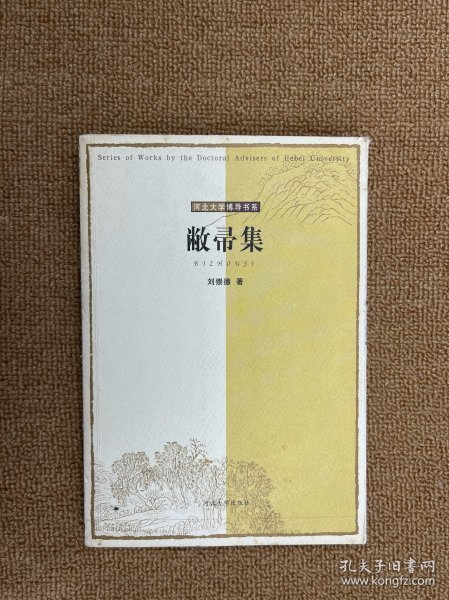 Series of Works by the Doctoral Advisers of Hebei University
河北大学博导书系
敝帚集
BIZHOUJI
刘崇德 著
河北大学出版社
孔夫子旧书网
www.kongfz.com